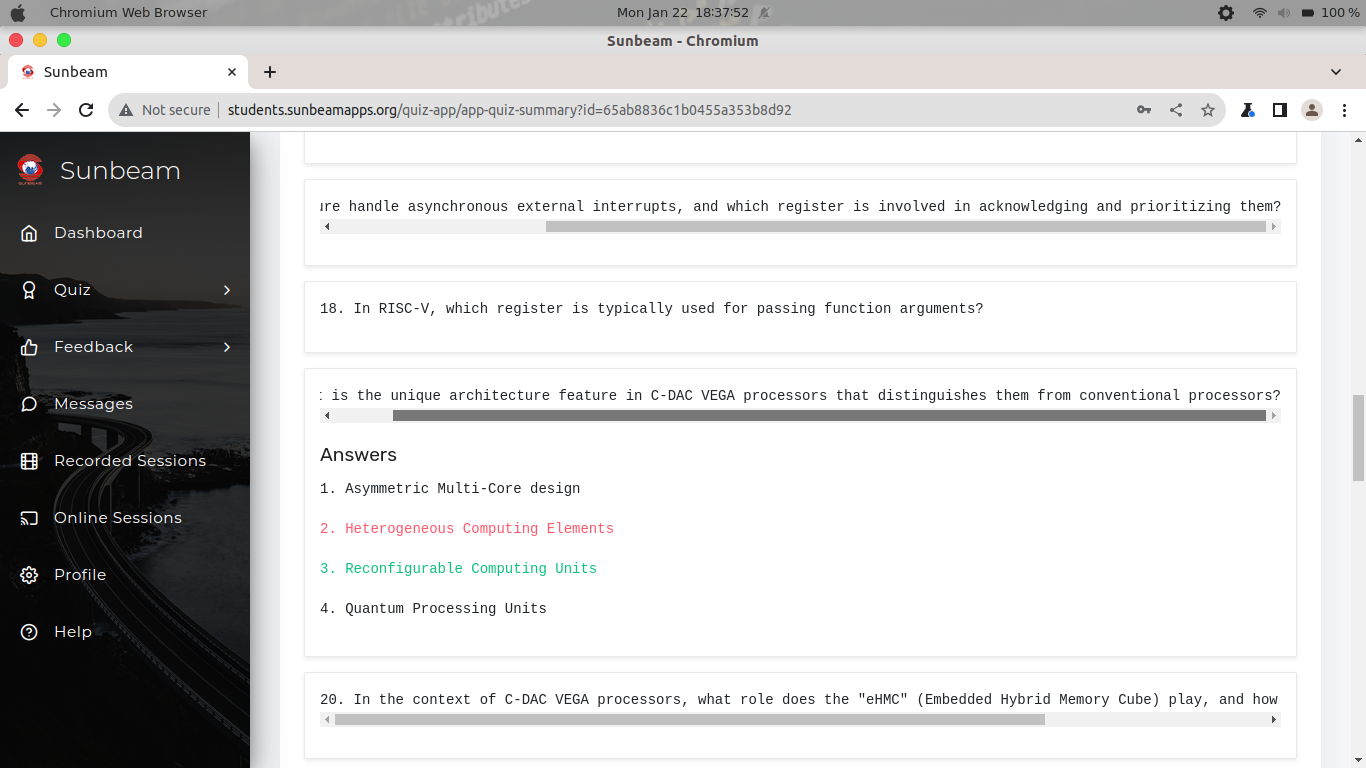 Chromium Web Browser
Mon Jan 22 18:37:52
100 %
Sunbeam - Chromium
Sunbeam
Not secure
students.sunbeamapps.org/quiz-app/app-quiz-summary?id=65ab8836c1b0455a353b8d92
Sunbeam
Dashboard
Quiz
Feedback
Messages
Recorded Sessions
Online Sessions
Profile
Help
handle asynchronous external interrupts, and which register is involved in acknowledging and prioritizing them?
18. In RISC-V, which register is typically used for passing function arguments?
is the unique architecture feature in C-DAC VEGA processors that distinguishes them from conventional processors?
Answers
1. Asymmetric Multi-Core design
2. Heterogeneous Computing Elements
3. Reconfigurable Computing Units
4. Quantum Processing Units
20. In the context of C-DAC VEGA processors, what role does the "eHMC" (Embedded Hybrid Memory Cube) play, and how